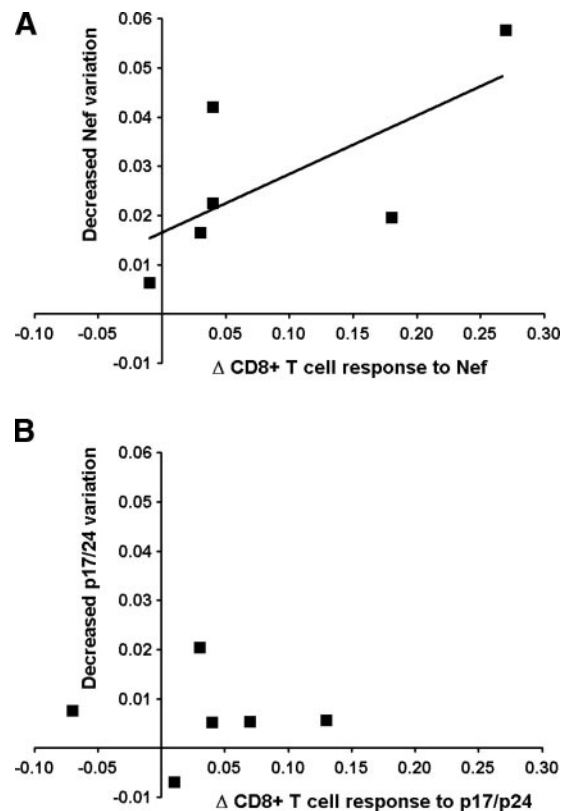 A
Decreased Nef variation
0.06
0.05
0.04
0.03
0.02
0.01
-0.01
-0.10 -0.05 0.05 0.10 0.15 0.20 0.25 0.30
Δ CD8+ T cell response to Nef
B
Decreased p17/24 variation
0.06
0.05
0.04
0.03
0.02
0.01
-0.01
-0.10 -0.05 0.05 0.10 0.15 0.20 0.25 0.30
Δ CD8+ T cell response to p17/p24